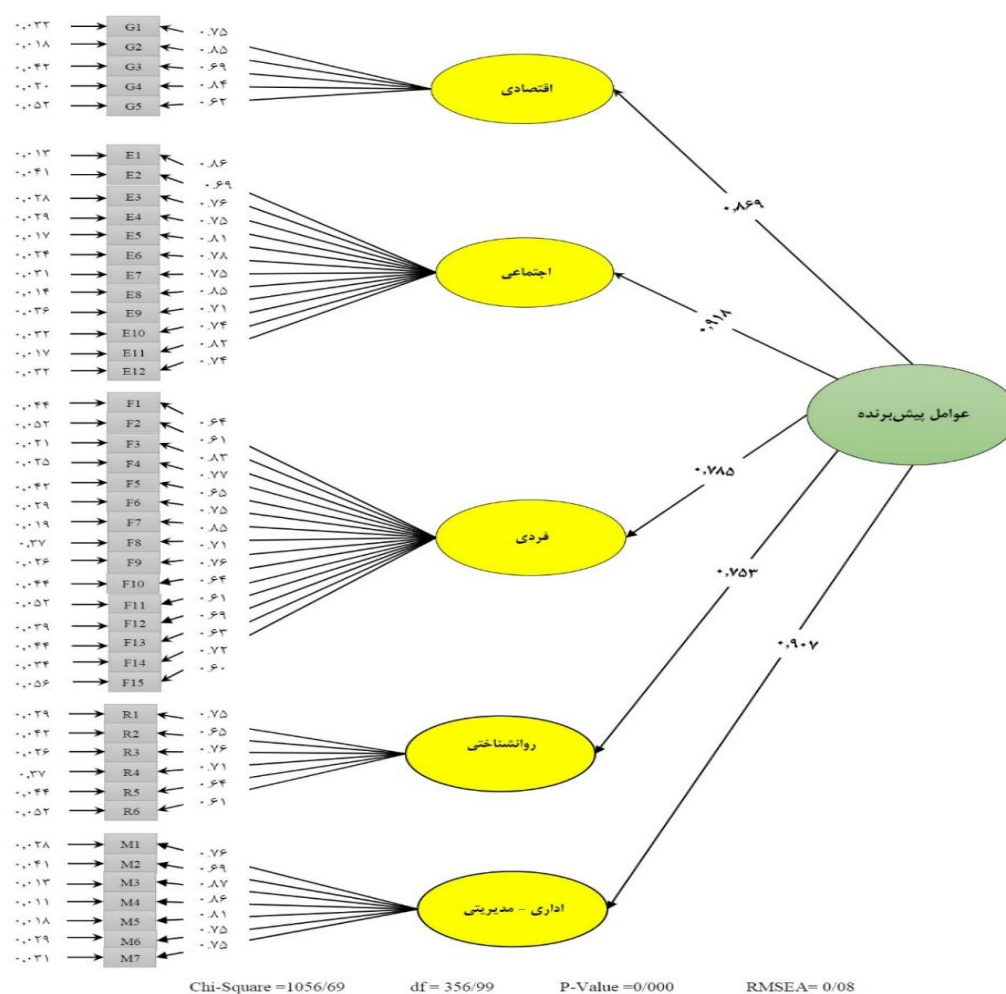 ۰,۰۳۲ G1 ۰.۷۵
۰,۰۱۸ G2 ۰.۸۵
۰,۰۴۲ G3 ۰.۶۹
۰,۰۲۰ G4 ۰.۸۴
۰,۰۵۲ G5 ۰.۶۲
اقتصادی
۰,۸۶۹
۰,۰۱۳ E1 ۰.۸۶
۰,۰۴۱ E2 ۰.۶۹
۰,۰۲۸ E3 ۰.۷۶
۰,۰۲۹ E4 ۰.۷۵
۰,۰۱۷ E5 ۰.۸۱
۰,۰۲۴ E6 ۰.۷۸
۰,۰۳۱ E7 ۰.۷۵
۰,۰۱۴ E8 ۰.۸۵
۰,۰۳۶ E9 ۰.۷۱
۰,۰۳۲ E10 ۰.۷۴
۰,۰۱۷ E11 ۰.۸۲
۰,۰۳۲ E12 ۰.۷۴
اجتماعی
۰,۹۱۸
عوامل پیش‌برنده
۰,۰۴۴ F1 ۰.۶۴
۰,۰۵۲ F2 ۰.۶۱
۰,۰۲۱ F3 ۰.۸۳
۰,۰۲۵ F4 ۰.۷۷
۰,۰۴۲ F5 ۰.۶۵
۰,۰۲۹ F6 ۰.۷۵
۰,۰۱۹ F7 ۰.۸۵
۰,۳۷ F8 ۰.۷۱
۰,۰۲۶ F9 ۰.۷۶
۰,۰۴۴ F10 ۰.۶۴
۰,۰۵۲ F11 ۰.۶۱
۰,۰۳۹ F12 ۰.۶۹
۰,۰۴۴ F13 ۰.۶۳
۰,۰۳۴ F14 ۰.۷۲
۰,۰۵۶ F15 ۰.۶۰
فردی
۰,۷۸۵
۰,۰۲۹ R1 ۰.۷۵
۰,۰۴۲ R2 ۰.۶۵
۰,۰۲۶ R3 ۰.۷۶
۰,۳۷ R4 ۰.۷۱
۰,۰۴۴ R5 ۰.۶۴
۰,۰۵۲ R6 ۰.۶۱
روانشناختی
۰,۷۵۳
۰,۰۲۸ M1 ۰.۷۶
۰,۰۴۱ M2 ۰.۶۹
۰,۰۱۳ M3 ۰.۸۷
۰,۰۱۱ M4 ۰.۸۶
۰,۰۱۸ M5 ۰.۸۱
۰,۰۲۹ M6 ۰.۷۵
۰,۰۳۱ M7 ۰.۷۵
اداری - مدیریتی
۰,۹۰۷
Chi-Square =1056/69 df = 356/99 P-Value =0/000 RMSEA= 0/08